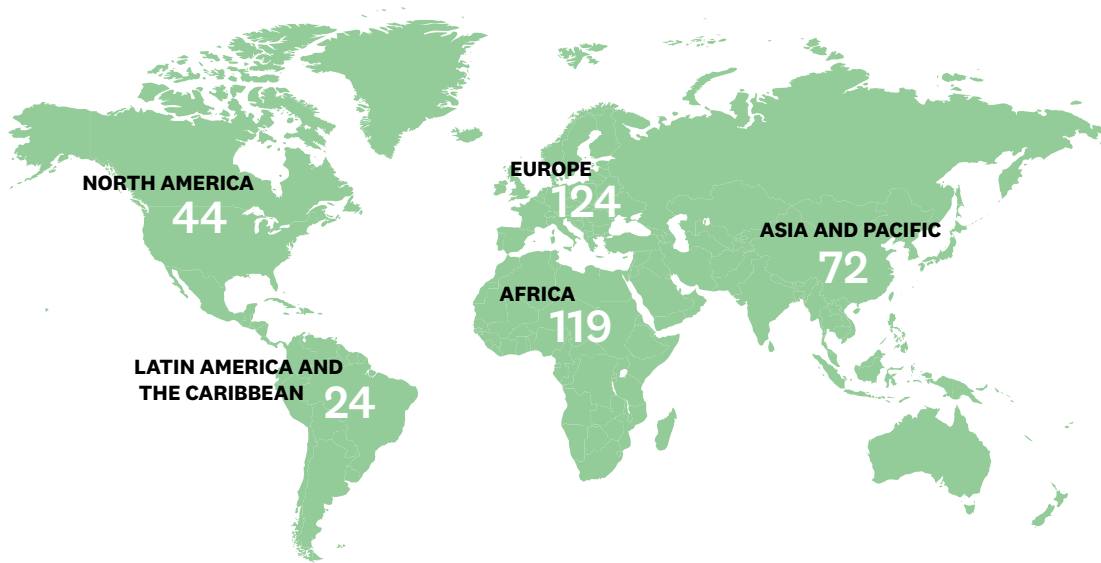 NORTH AMERICA
44
EUROPE
124
ASIA AND PACIFIC
72
AFRICA
119
LATIN AMERICA AND
THE CARIBBEAN
24